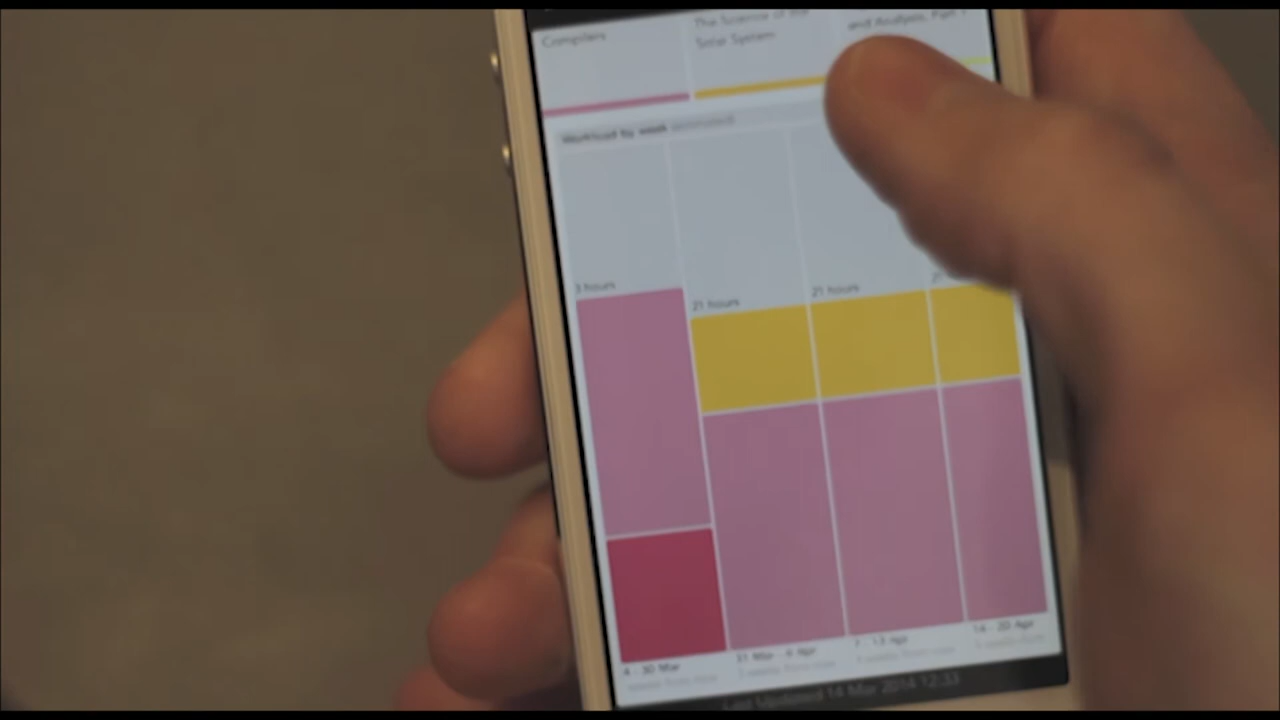 Compilers
The Science of the
Solar System
and Analysis, Part I
Workload by week (estimated)
3 hours
21 hours
21 hours
4 - 30 Mar
31 Mar - 6 Apr
7 - 13 Apr
14 - 20 Apr
Last Updated 14 Mar 2014 12:33